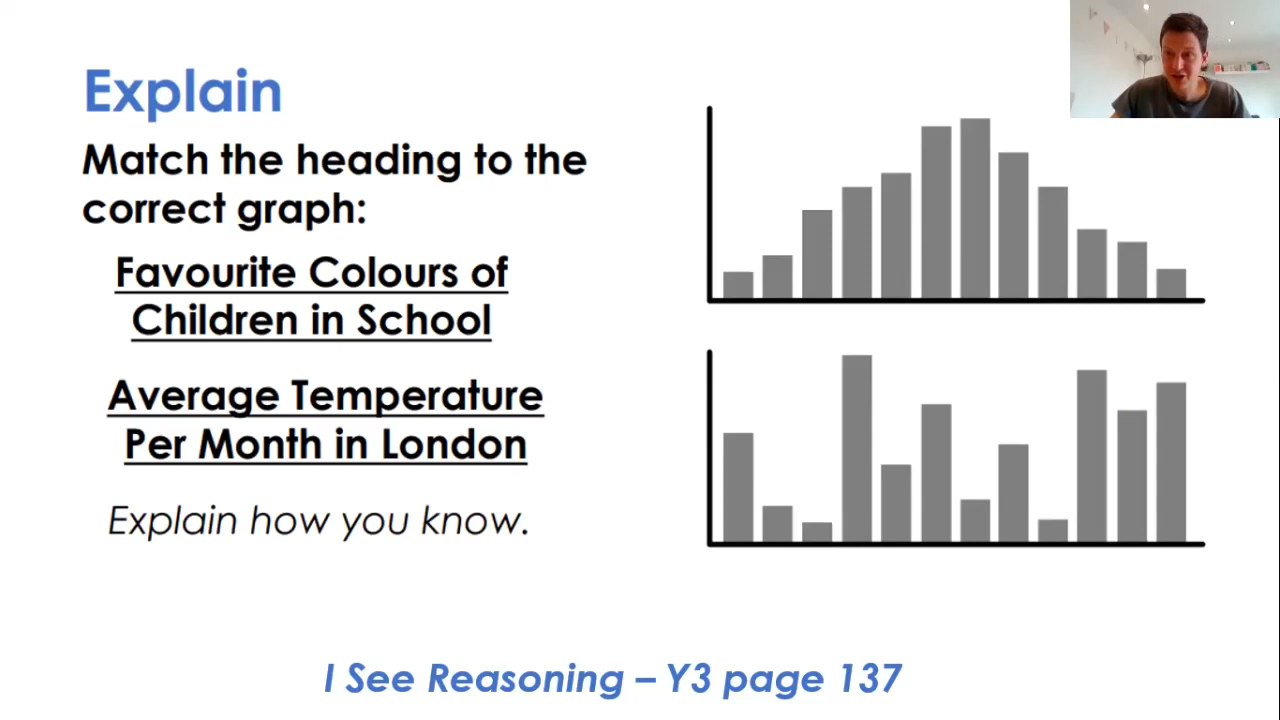 Explain
Match the heading to the
correct graph:
Favourite Colours of
Children in School
Average Temperature
Per Month in London
Explain how you know.
I See Reasoning – Y3 page 137